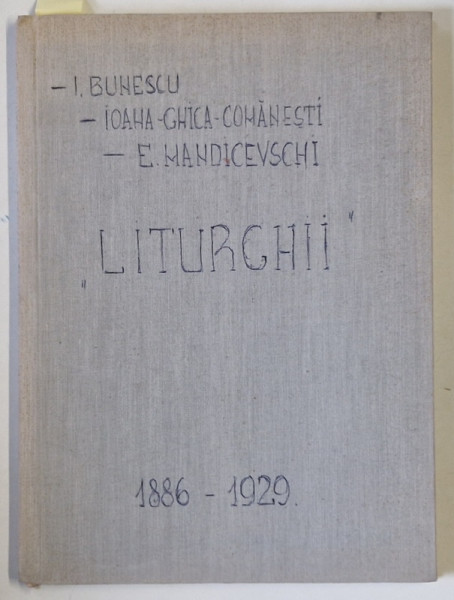 - I. BUNESCU
- IOANA-GHICA-COMĂNEȘTI
- E. MANDICEVSCHI
„LITURGHII"
1886 - 1929.